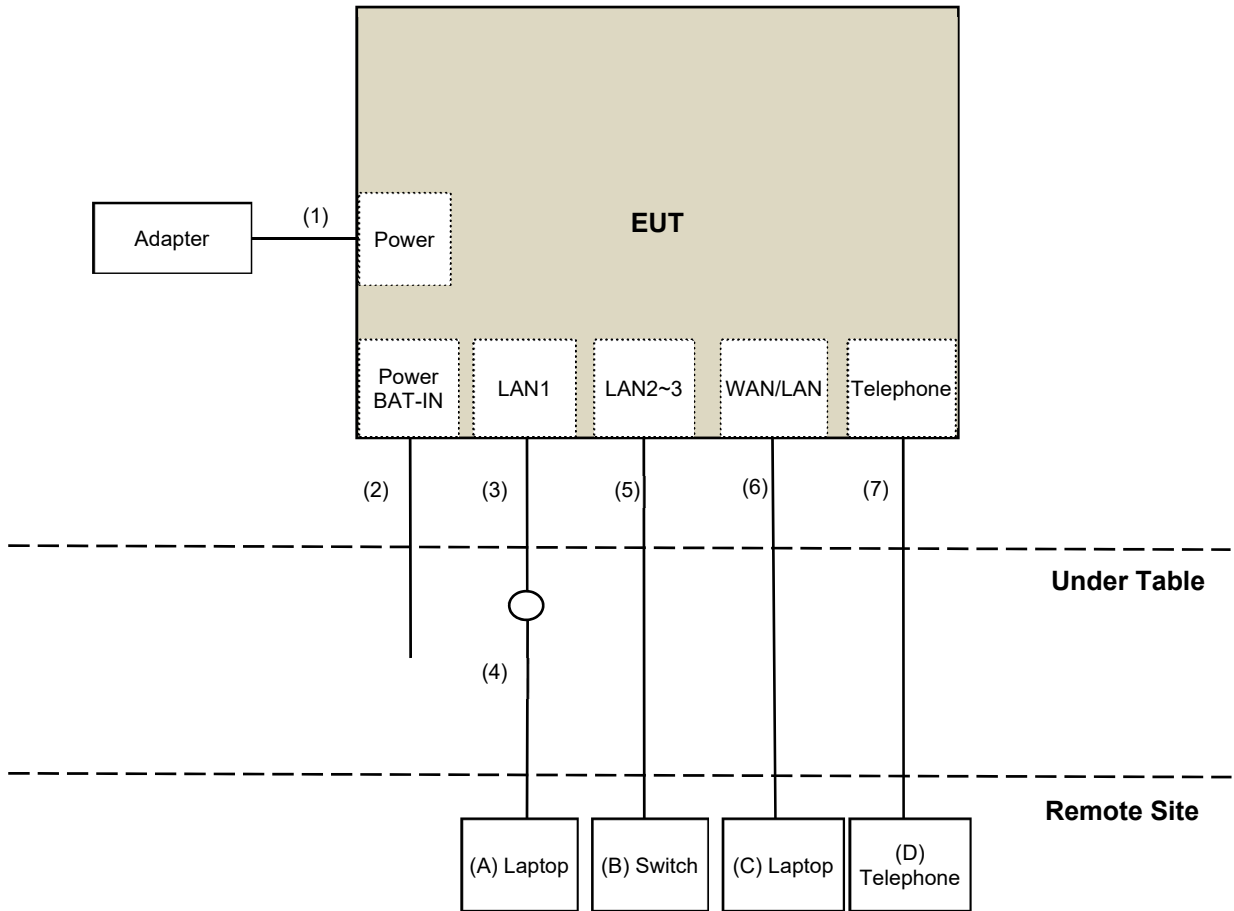 EUT
(1)
Adapter
Power
Power
BAT-IN
LAN1
LAN2~3
WAN/LAN
Telephone
(2)
(3)
(5)
(6)
(7)
Under Table
(4)
Remote Site
(A) Laptop
(B) Switch
(C) Laptop
(D)
Telephone